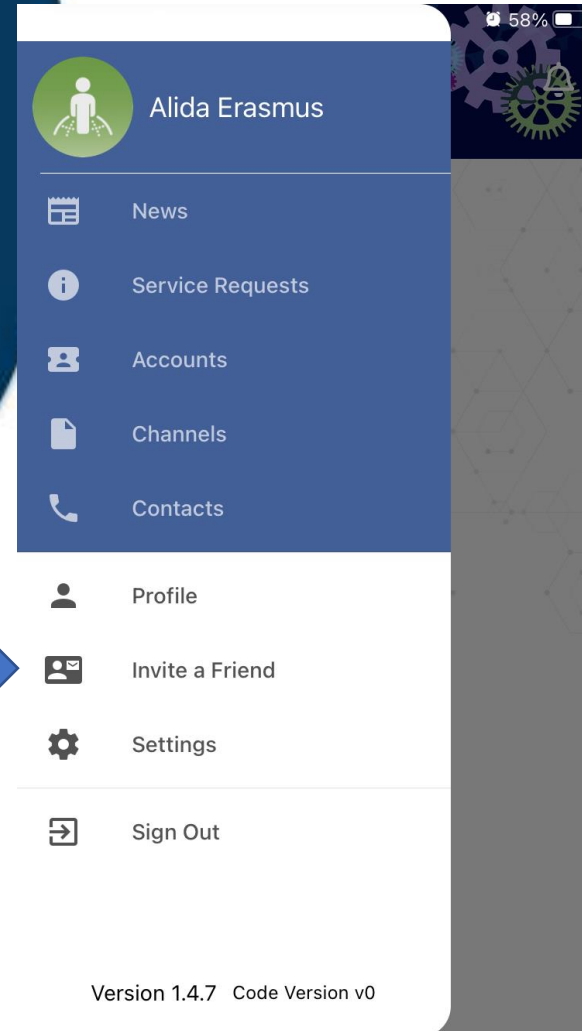 58%
Alida Erasmus
News
Service Requests
Accounts
Channels
Contacts
Profile
Invite a Friend
Settings
Sign Out
Version 1.4.7 Code Version v0